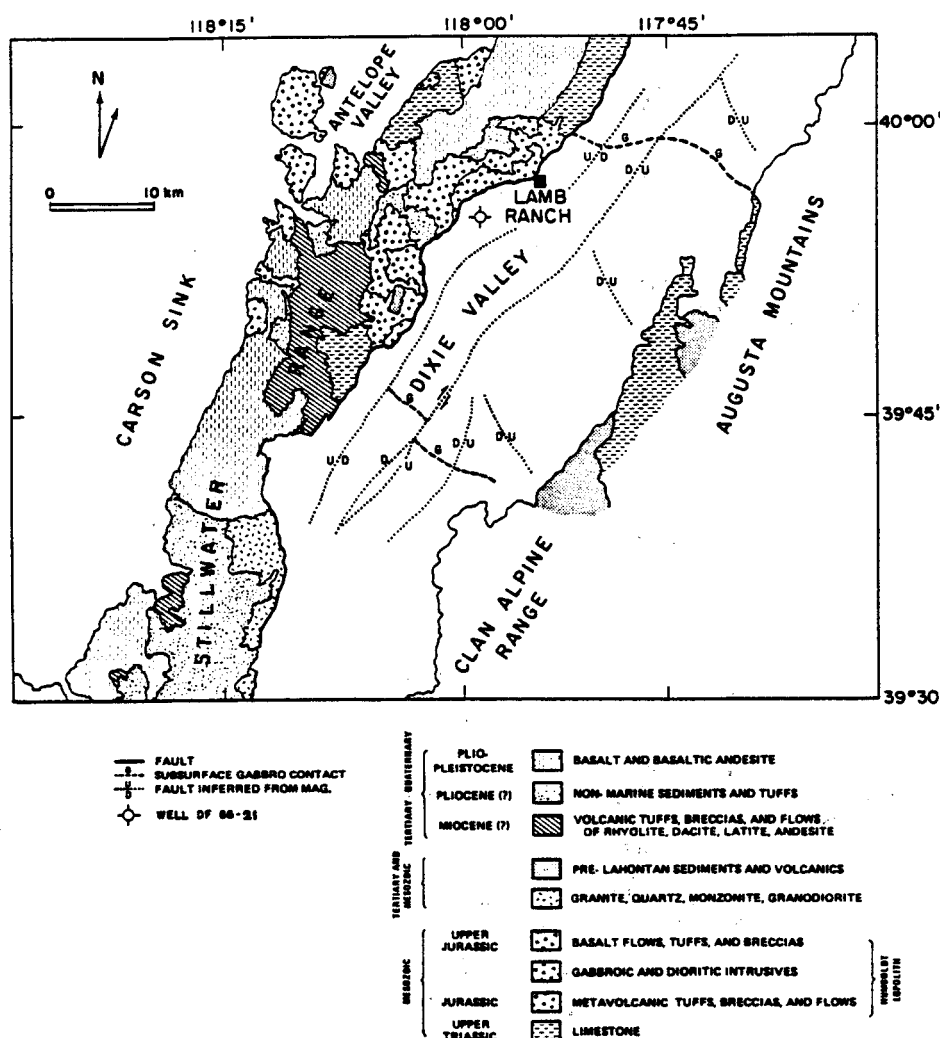 118°15' 118°00' 117°45'
N
ANTELOPE
VALLEY
40°00'
0 10 km
LAMB
RANCH
CARSON SINK
RANGE
DIXIE VALLEY
AUGUSTA MOUNTAINS
39°45'
STILLWATER
CLAN ALPINE
RANGE
39°30
U D
D U
D-U
D-U
U-D
D
U
D-U
D-U
G
G
G
G
FAULT
G SUBSURFACE GABBRO CONTACT
U D FAULT INFERRED FROM MAG.
WELL DF 66-21
TERTIARY-QUATERNARY
PLIO-
PLEISTOCENE BASALT AND BASALTIC ANDESITE
PLIOCENE (?) NON-MARINE SEDIMENTS AND TUFFS
MIOCENE (?) VOLCANIC TUFFS, BRECCIAS, AND FLOWS
OF RHYOLITE, DACITE, LATITE, ANDESITE
TERTIARY AND
MESOZOIC
PRE-LAHONTAN SEDIMENTS AND VOLCANICS
GRANITE, QUARTZ, MONZONITE, GRANODIORITE
MESOZOIC
UPPER
JURASSIC BASALT FLOWS, TUFFS, AND BRECCIAS
GABBROIC AND DIORITIC INTRUSIVES
JURASSIC METAVOLCANIC TUFFS, BRECCIAS, AND FLOWS
HUMBOLDT
LOPOLITH
UPPER
TRIASSIC LIMESTONE